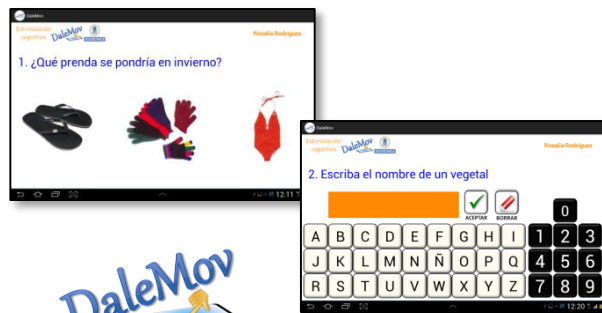 DaleMov
Estimulación
cognitiva DaleMov
Rosalía Rodríguez
1. ¿Qué prenda se pondría en invierno?
12:11
DaleMov
Estimulación
cognitiva DaleMov
Rosalía Rodríguez
2. Escriba el nombre de un vegetal
ACEPTAR BORRAR
0
A B C D E F G H I 1 2 3
J K L M N Ñ O P Q 4 5 6
R S T U V W X Y Z 7 8 9
12:20
DaleMov